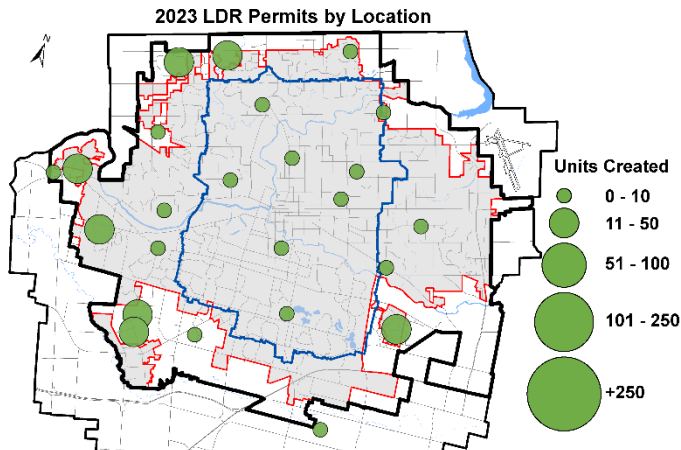 2023 LDR Permits by Location
Units Created
0 - 10
11 - 50
51 - 100
101 - 250
+250